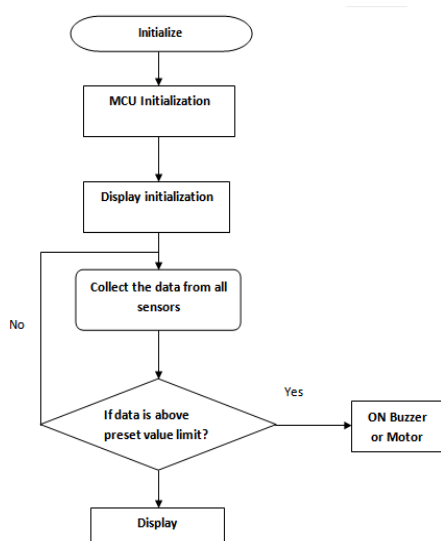 Initialize
MCU Initialization
Display initialization
Collect the data from all
sensors
No
If data is above
preset value limit?
Yes
ON Buzzer
or Motor
Display